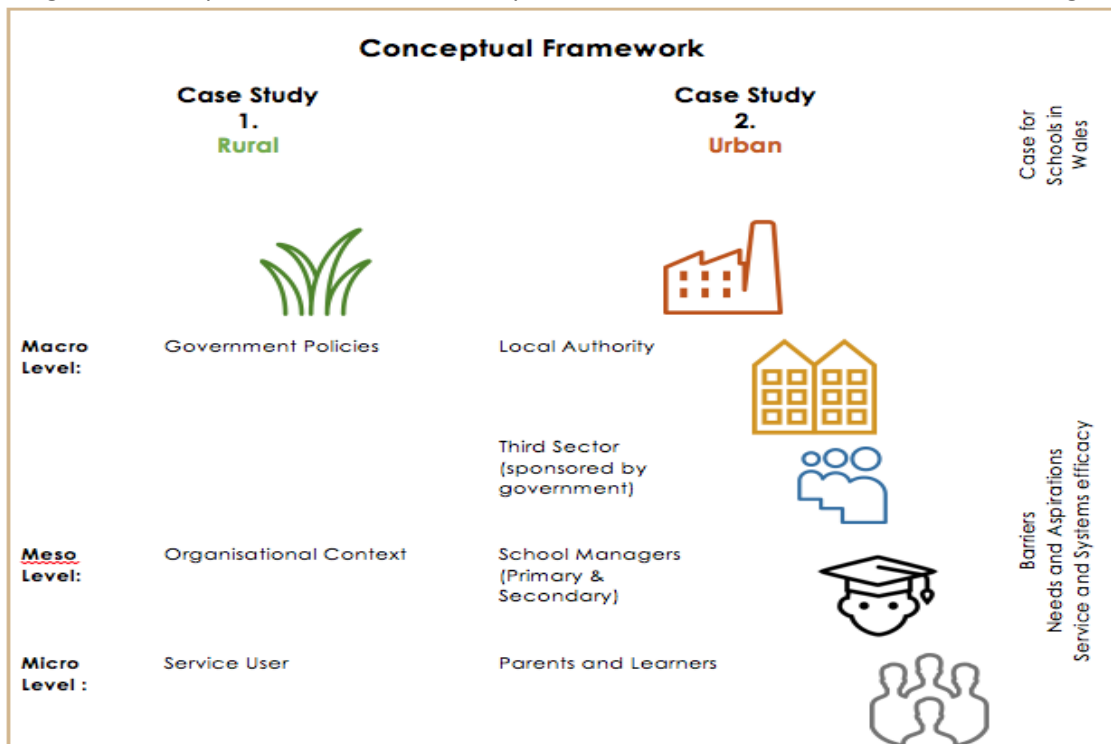 Conceptual Framework
Case Study
1.
Rural
Case Study
2.
Urban
Case for
Schools in
Wales
Macro
Level:
Government Policies
Local Authority
Third Sector
(sponsored by
government)
Meso
Level:
Organisational Context
School Managers
(Primary &
Secondary)
Micro
Level :
Service User
Parents and Learners
Barriers
Needs and Aspirations
Service and Systems efficacy